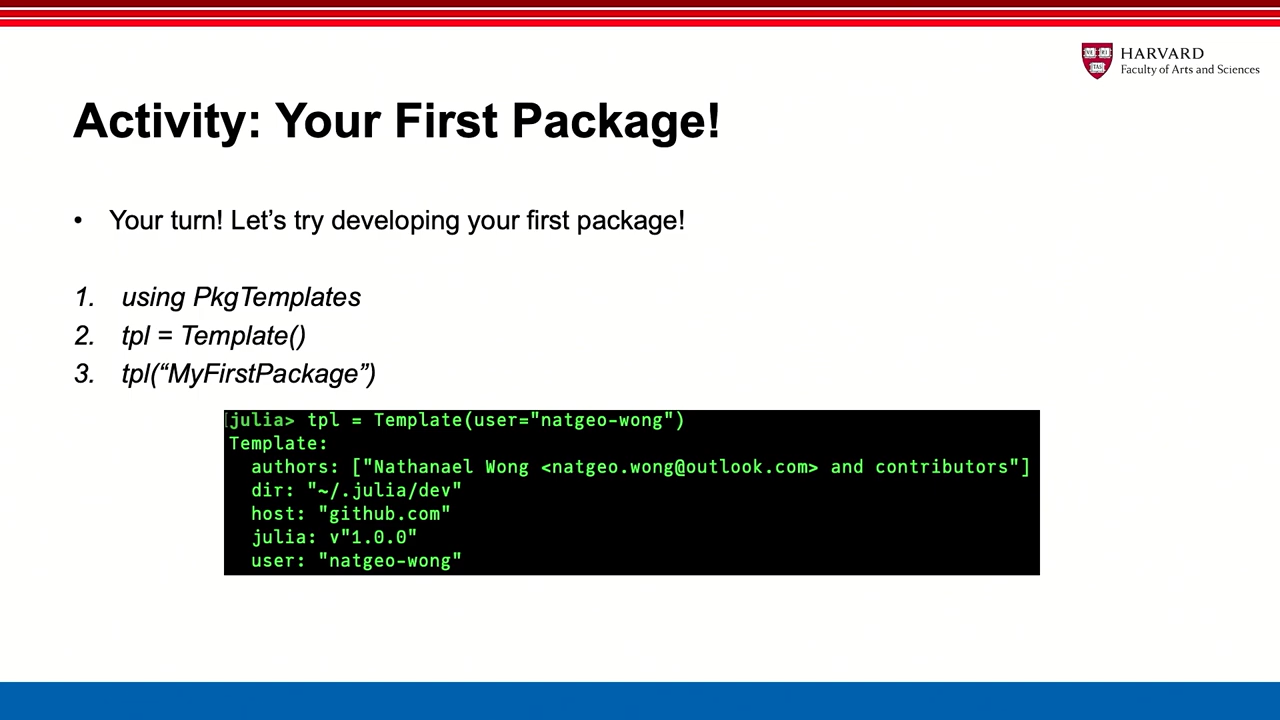 HARVARD
Faculty of Arts and Sciences
Activity: Your First Package!
• Your turn! Let’s try developing your first package!
1. using PkgTemplates
2. tpl = Template()
3. tpl(“MyFirstPackage”)
julia> tpl = Template(user="natgeo-wong")
Template:
authors: ["Nathanael Wong <natgeo.wong@outlook.com> and contributors"]
dir: "~/.julia/dev"
host: "github.com"
julia: v"1.0.0"
user: "natgeo-wong"